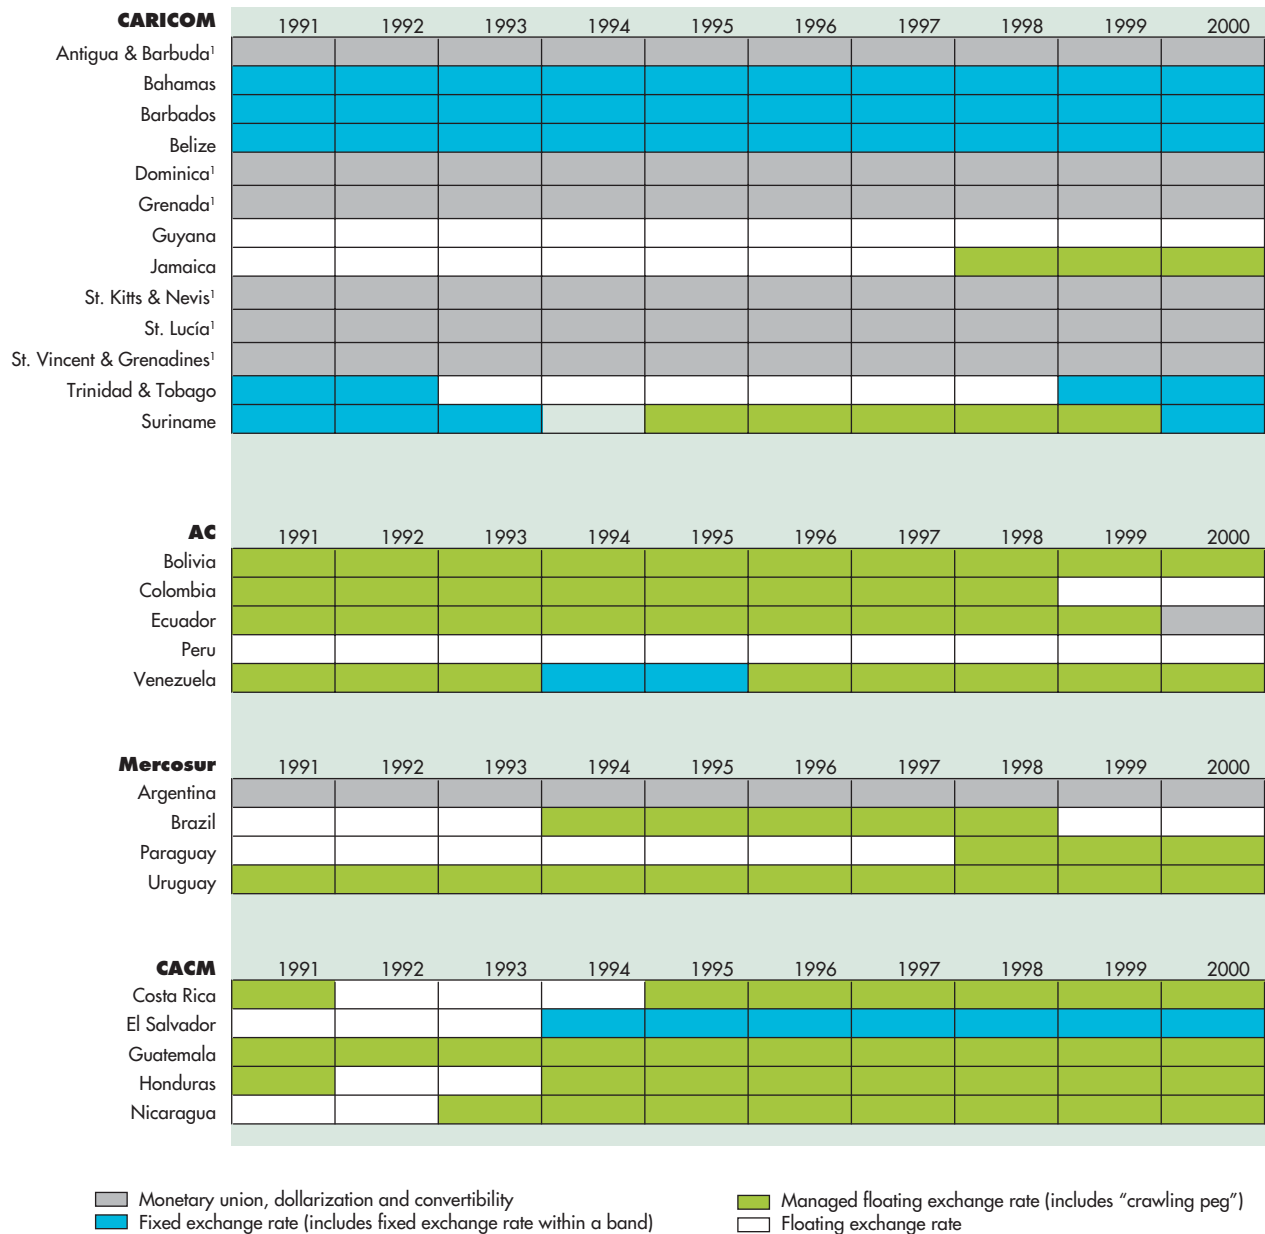 CARICOM 1991 1992 1993 1994 1995 1996 1997 1998 1999 2000
Antigua & Barbuda¹
Bahamas
Barbados
Belize
Dominica¹
Grenada¹
Guyana
Jamaica
St. Kitts & Nevis¹
St. Lucía¹
St. Vincent & Grenadines¹
Trinidad & Tobago
Suriname
AC 1991 1992 1993 1994 1995 1996 1997 1998 1999 2000
Bolivia
Colombia
Ecuador
Peru
Venezuela
Mercosur 1991 1992 1993 1994 1995 1996 1997 1998 1999 2000
Argentina
Brazil
Paraguay
Uruguay
CACM 1991 1992 1993 1994 1995 1996 1997 1998 1999 2000
Costa Rica
El Salvador
Guatemala
Honduras
Nicaragua
Monetary union, dollarization and convertibility
Fixed exchange rate (includes fixed exchange rate within a band)
Managed floating exchange rate (includes “crawling peg”)
Floating exchange rate